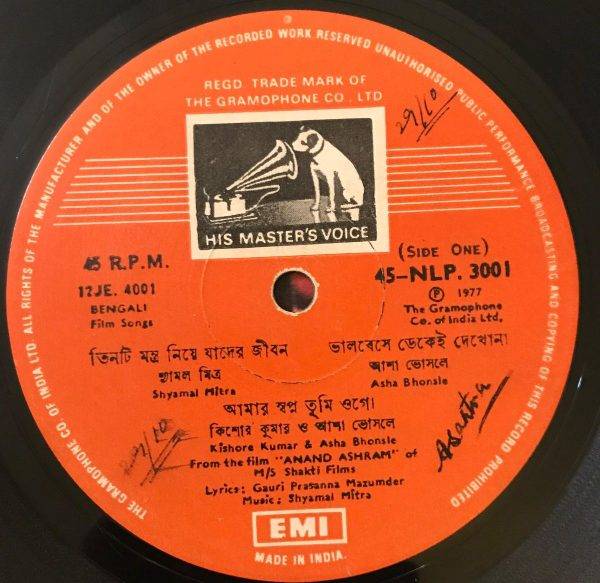 THE GRAMOPHONE CO. OF INDIA LTD. ALL RIGHTS OF THE MANUFACTURER AND OF THE OWNER OF THE RECORDED WORK RESERVED UNAUTHORISED PUBLIC PERFORMANCE BROADCASTING AND COPYING OF THIS RECORD PROHIBITED
REGD TRADE MARK OF
THE GRAMOPHONE CO., LTD
29/10
HIS MASTER'S VOICE
45 R.P.M.
12JE. 4001
BENGALI
Film Songs
(SIDE ONE)
45-NLP. 3001
Ⓟ 1977
The Gramophone
Co. of India Ltd.
তিনটি মন্ত্র নিয়ে যাদের জীবন
শ্যামল মিত্র
Shyamal Mitra
ভালবেসে ডেকেই দেখোনা
আশা ভোসলে
Asha Bhonsle
আমার স্বপ্ন তুমি ওগো
কিশোর কুমার ও আশা ভোসলে
Kishore Kumar & Asha Bhonsle
From the film "ANAND ASHRAM" of
M/S Shakti Films
Lyrics: Gauri Prasanna Mazumder
Music: Shyamal Mitra
29/10
EMI
MADE IN INDIA.